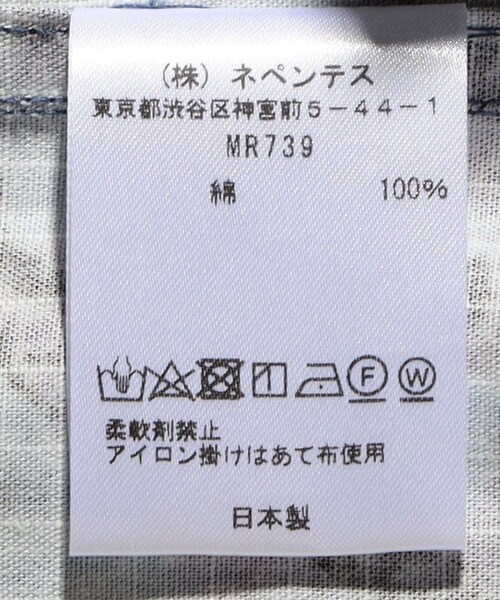 (株) ネペンテス
東京都渋谷区神宮前5-44-1
MR739
綿 100%
F W
柔軟剤禁止
アイロン掛けはあて布使用
日本製